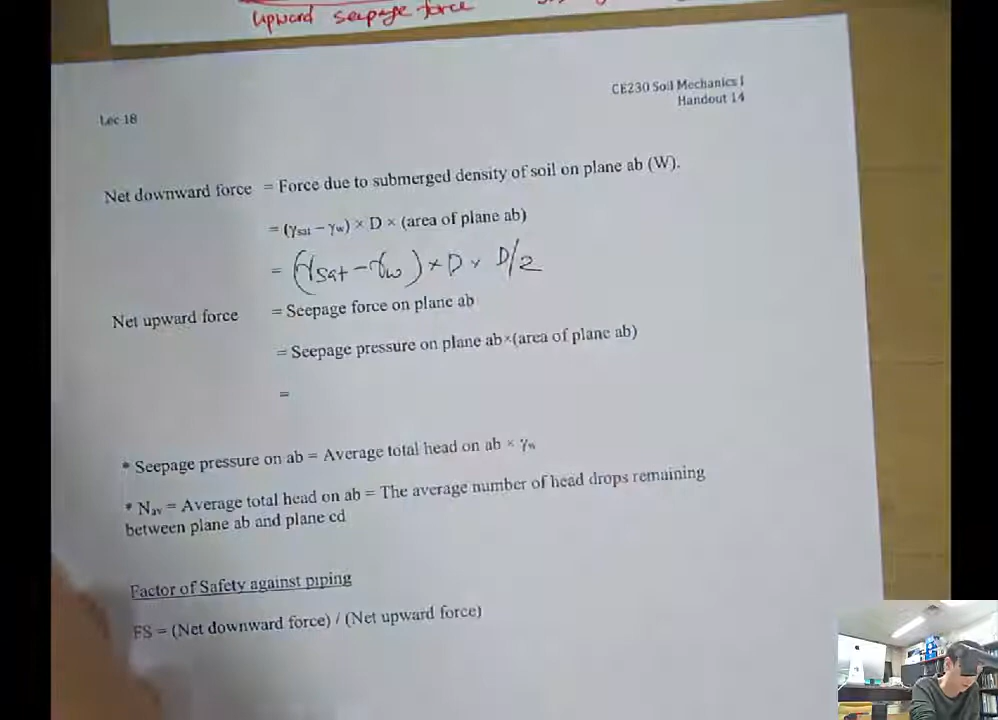 upward seepage force
CE230 Soil Mechanics I
Handout 14
Lec 18
Net downward force = Force due to submerged density of soil on plane ab (W).
= (γsat − γw) × D × (area of plane ab)
= (γsat − γw) × D × D/2
Net upward force = Seepage force on plane ab
= Seepage pressure on plane ab×(area of plane ab)
=
* Seepage pressure on ab = Average total head on ab × γw
* Nav = Average total head on ab = The average number of head drops remaining
between plane ab and plane cd
Factor of Safety against piping
FS = (Net downward force) / (Net upward force)